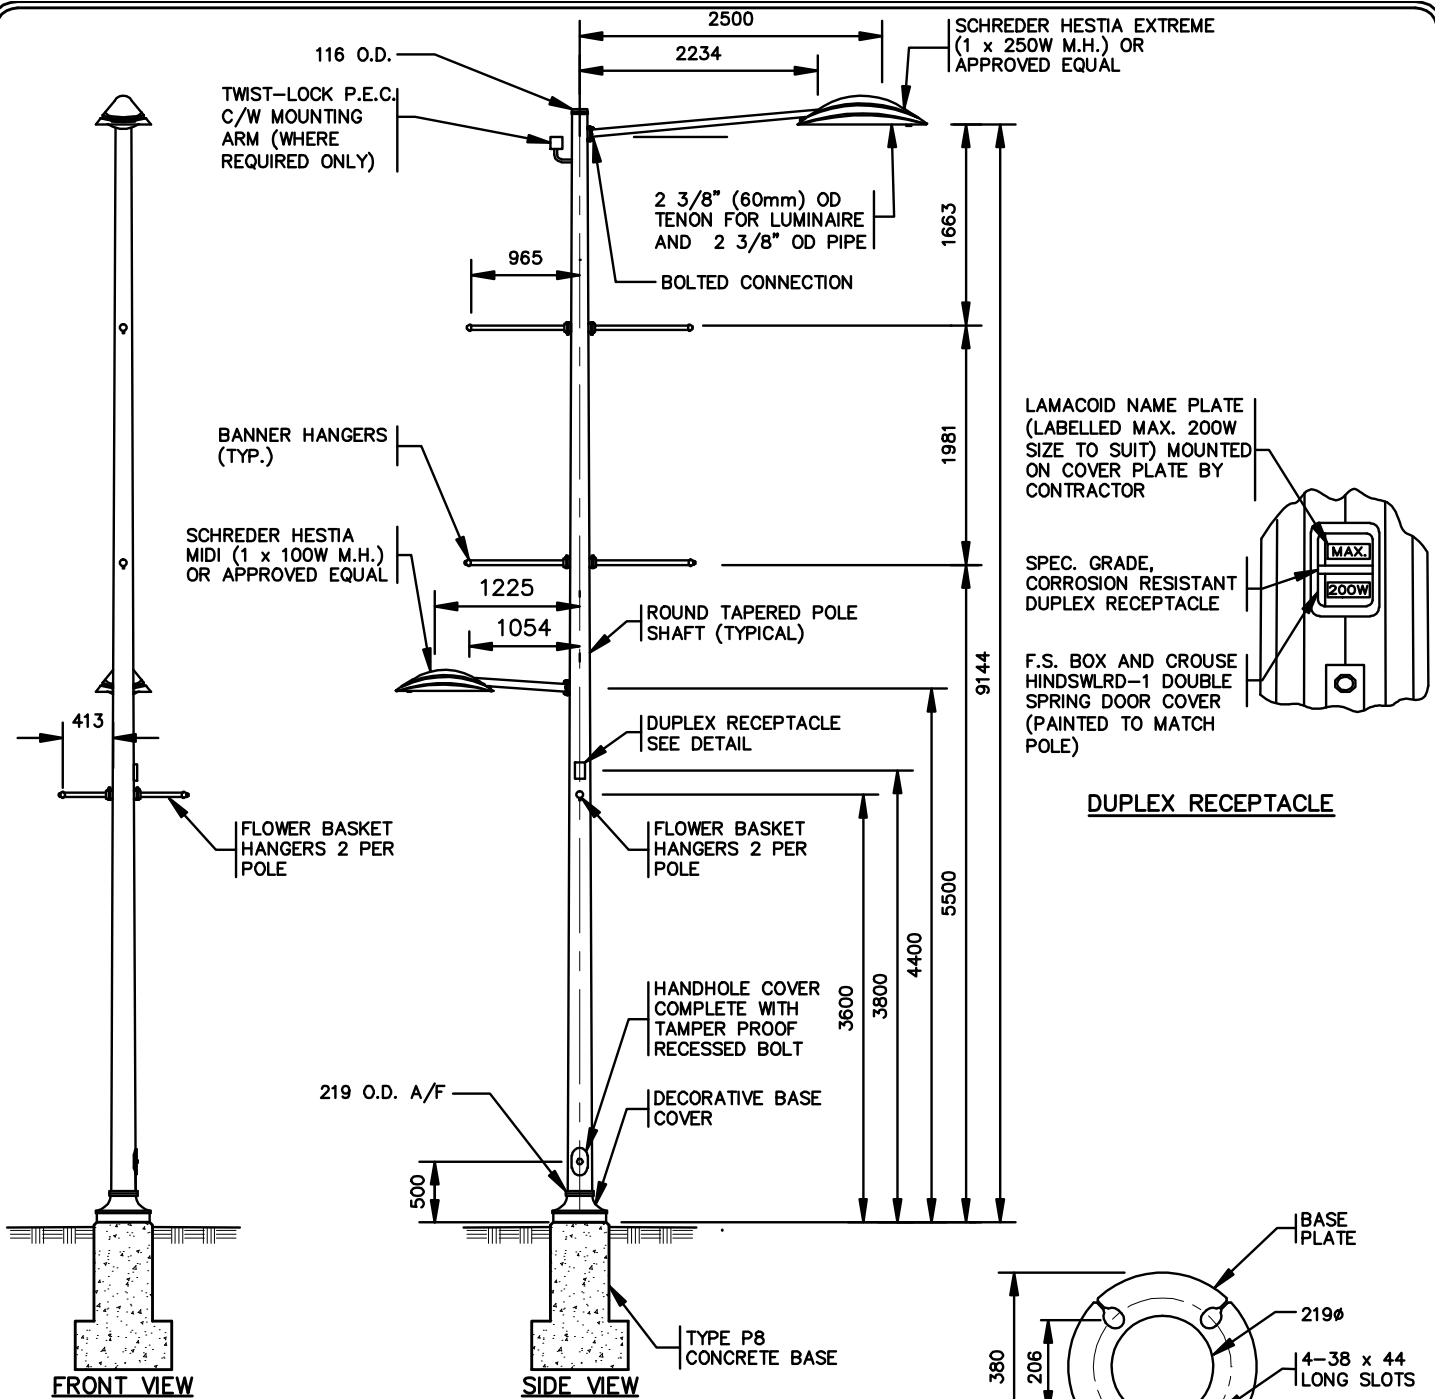 2500
SCHREDER HESTIA EXTREME
(1 x 250W M.H.) OR
APPROVED EQUAL
2234
116 O.D.
TWIST-LOCK P.E.C.
C/W MOUNTING
ARM (WHERE
REQUIRED ONLY)
2 3/8" (60mm) OD
TENON FOR LUMINAIRE
AND 2 3/8" OD PIPE
1663
965
BOLTED CONNECTION
BANNER HANGERS
(TYP.)
1981
LAMACOID NAME PLATE
(LABELLED MAX. 200W
SIZE TO SUIT) MOUNTED
ON COVER PLATE BY
CONTRACTOR
SCHREDER HESTIA
MIDI (1 x 100W M.H.)
OR APPROVED EQUAL
MAX.
200W
SPEC. GRADE,
CORROSION RESISTANT
DUPLEX RECEPTACLE
1225
1054
ROUND TAPERED POLE
SHAFT (TYPICAL)
9144
F.S. BOX AND CROUSE
HINDSWLRD-1 DOUBLE
SPRING DOOR COVER
(PAINTED TO MATCH
POLE)
413
DUPLEX RECEPTACLE
SEE DETAIL
DUPLEX RECEPTACLE
FLOWER BASKET
HANGERS 2 PER
POLE
FLOWER BASKET
HANGERS 2 PER
POLE
5500
4400
3800
3600
HANDHOLE COVER
COMPLETE WITH
TAMPER PROOF
RECESSED BOLT
219 O.D. A/F
DECORATIVE BASE
COVER
500
BASE
PLATE
219ø
380
206
4-38 x 44
LONG SLOTS
TYPE P8
CONCRETE BASE
FRONT VIEW
SIDE VIEW